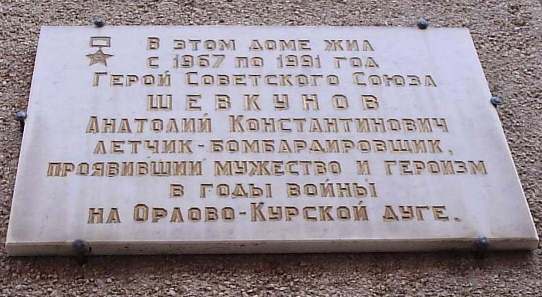 В ЭТОМ ДОМЕ ЖИЛ
С 1967 ПО 1991 ГОД
ГЕРОЙ СОВЕТСКОГО СОЮЗА
ШЕВКУНОВ
АНАТОЛИЙ КОНСТАНТИНОВИЧ
ЛЕТЧИК-БОМБАРДИРОВЩИК,
ПРОЯВИВШИЙ МУЖЕСТВО И ГЕРОИЗМ
В ГОДЫ ВОЙНЫ
НА ОРЛОВО-КУРСКОЙ ДУГЕ.